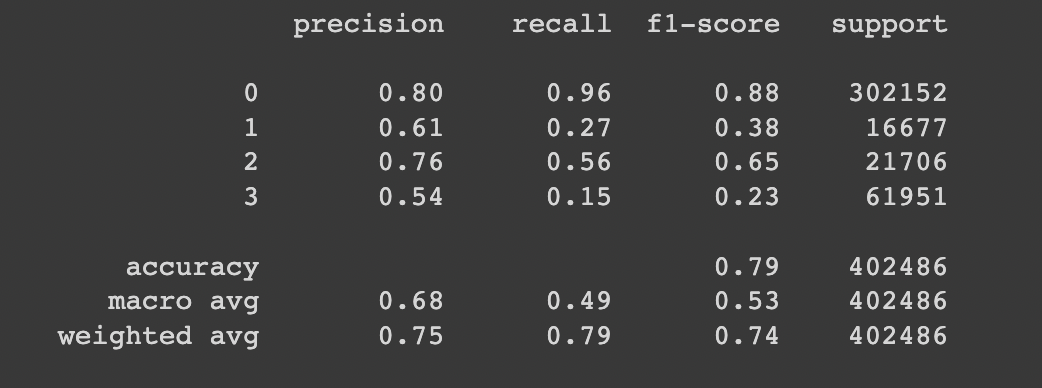 precision recall f1-score support
0 0.80 0.96 0.88 302152
1 0.61 0.27 0.38 16677
2 0.76 0.56 0.65 21706
3 0.54 0.15 0.23 61951
accuracy 0.79 402486
macro avg 0.68 0.49 0.53 402486
weighted avg 0.75 0.79 0.74 402486